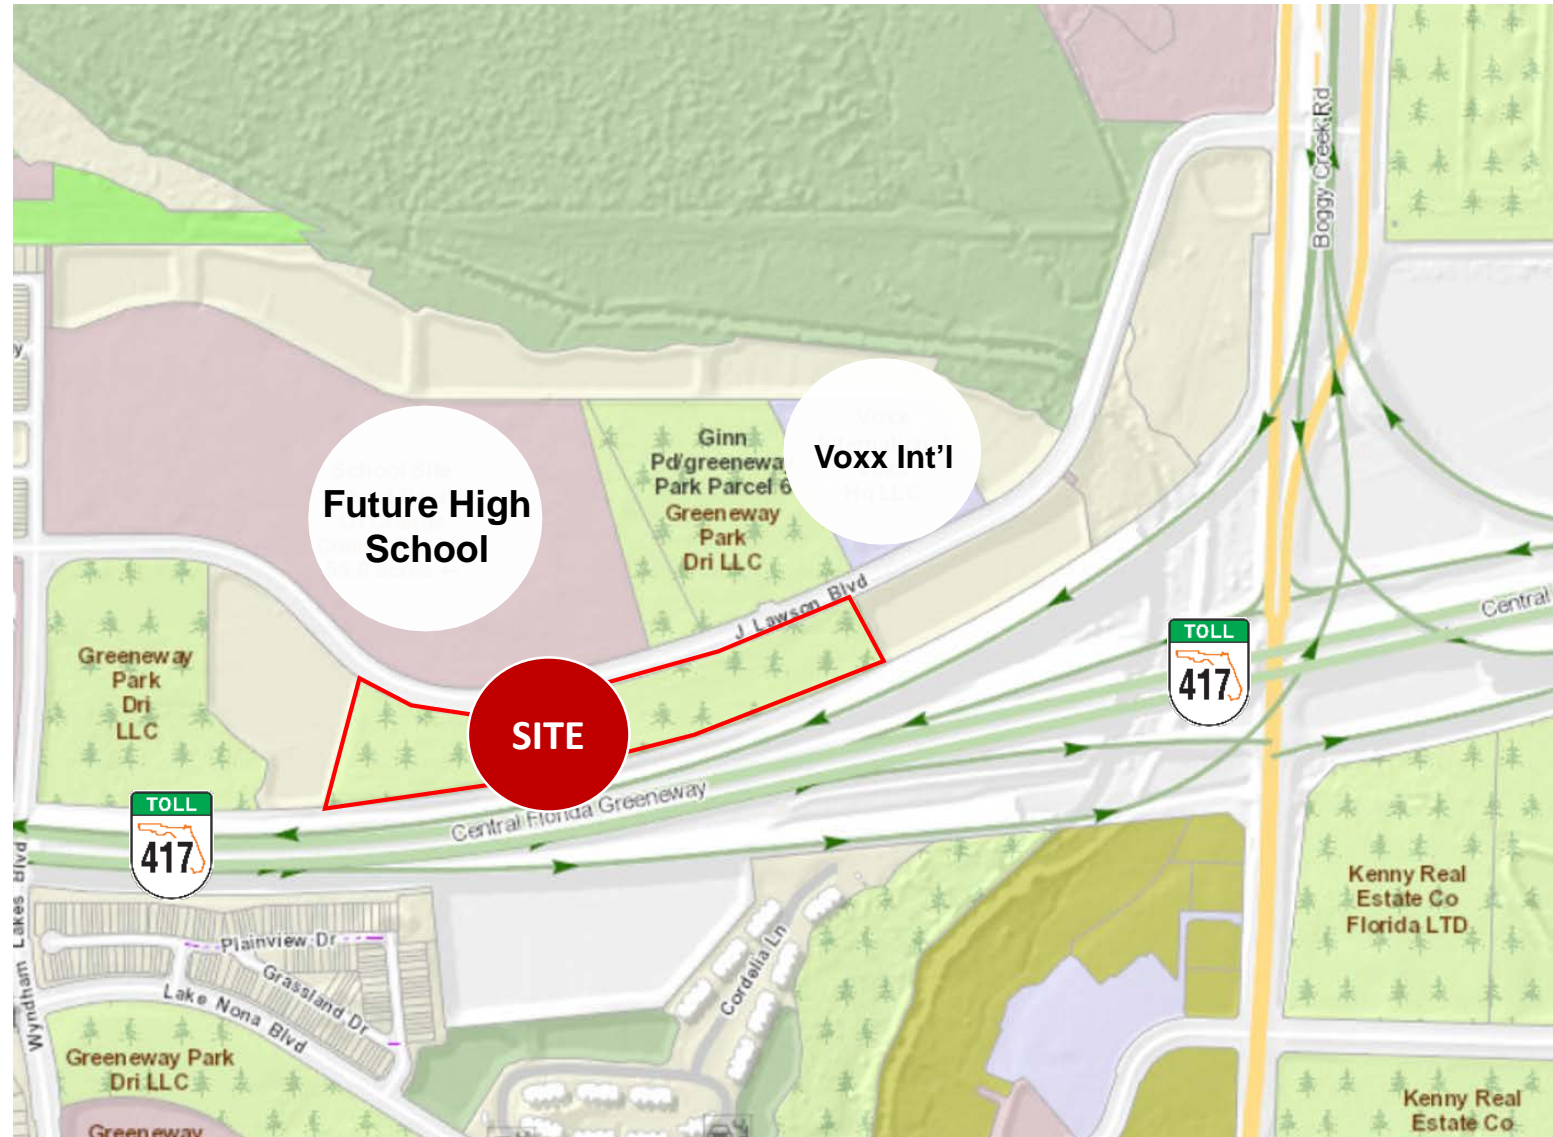 Boggy Creek Rd
Ginn
Pd/greenewa
Park Parcel 6
Greeneway
Park
Dri LLC
Voxx Int'l
Future High
School
J Lawson Blvd
Greeneway
Park
Dri
LLC
SITE
TOLL
417
Central
TOLL
417
Central Florida Greeneway
Wyndham Lakes Blvd
Plainview Dr
Grassland Dr
Lake Nona Blvd
Cordelia Ln
Kenny Real
Estate Co
Florida LTD
Greeneway Park
Dri LLC
Greeneway
Kenny Real
Estate Co